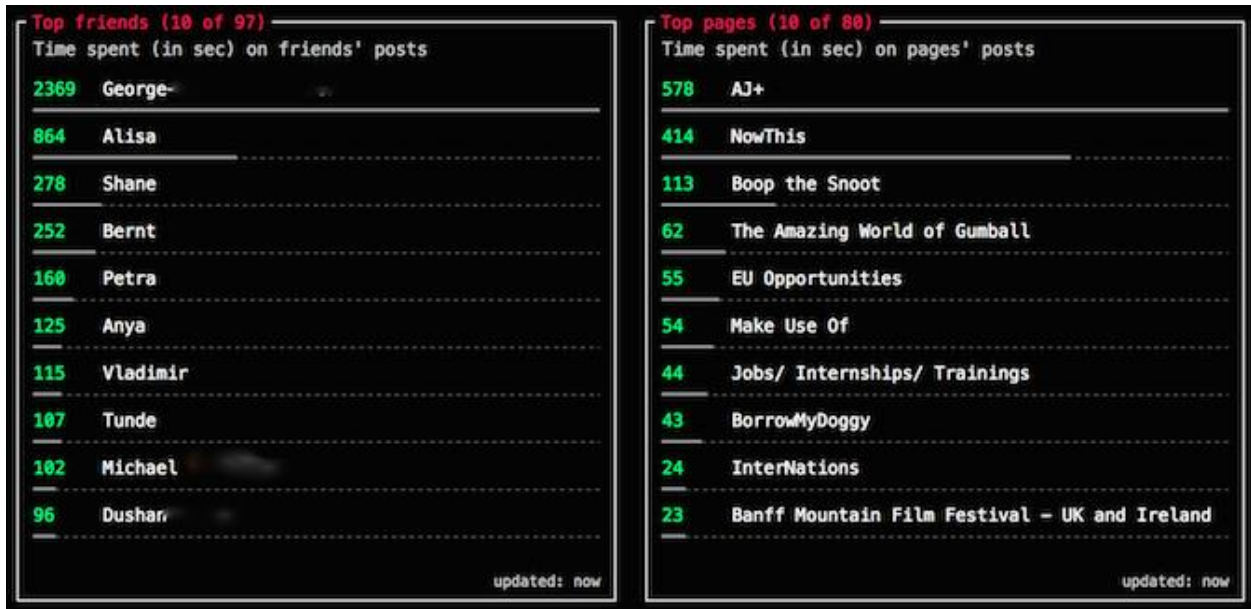 Top friends (10 of 97)
Time spent (in sec) on friends' posts
2369 George-
864 Alisa
278 Shane
252 Bernt
160 Petra
125 Anya
115 Vladimir
107 Tunde
102 Michael
96 Dushan
updated: now
Top pages (10 of 80)
Time spent (in sec) on pages' posts
578 AJ+
414 NowThis
113 Boop the Snoot
62 The Amazing World of Gumball
55 EU Opportunities
54 Make Use Of
44 Jobs/ Internships/ Trainings
43 BorrowMyDoggy
24 InterNations
23 Banff Mountain Film Festival – UK and Ireland
updated: now